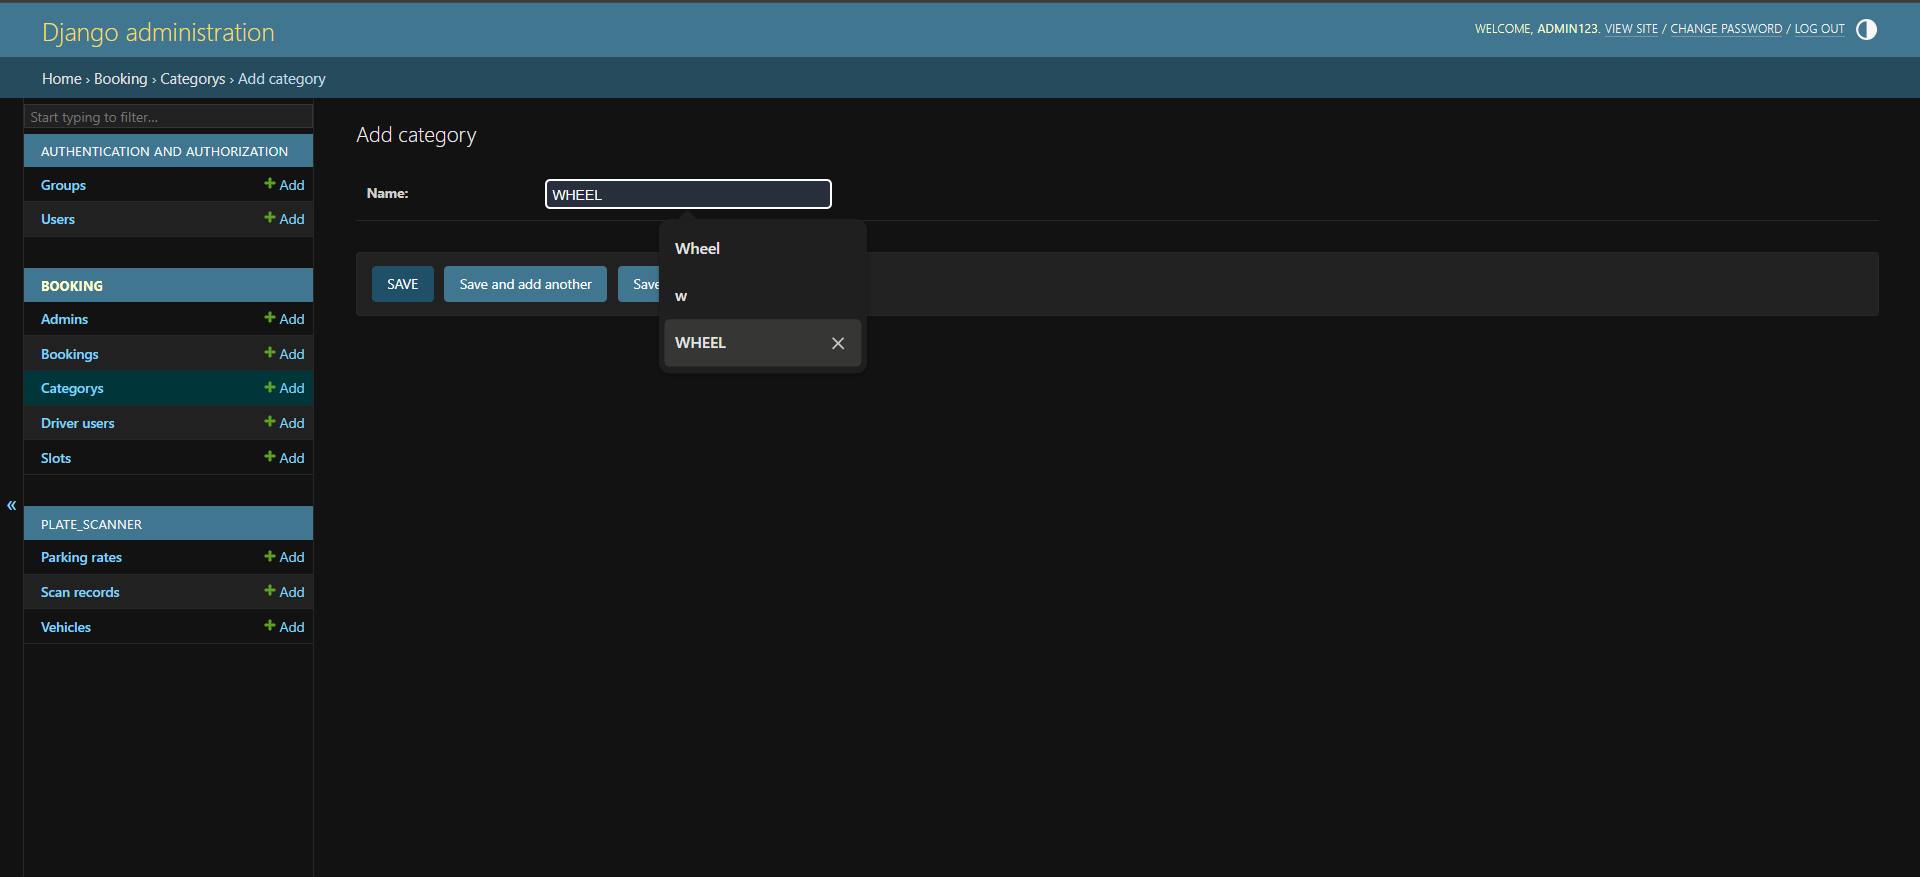 Django administration
WELCOME, ADMIN123. VIEW SITE / CHANGE PASSWORD / LOG OUT
Home › Booking › Categorys › Add category
Start typing to filter...
AUTHENTICATION AND AUTHORIZATION
Groups + Add
Users + Add
BOOKING
Admins + Add
Bookings + Add
Categorys + Add
Driver users + Add
Slots + Add
«
PLATE_SCANNER
Parking rates + Add
Scan records + Add
Vehicles + Add
Add category
Name: WHEEL
Wheel
w
WHEEL
SAVE Save and add another Save